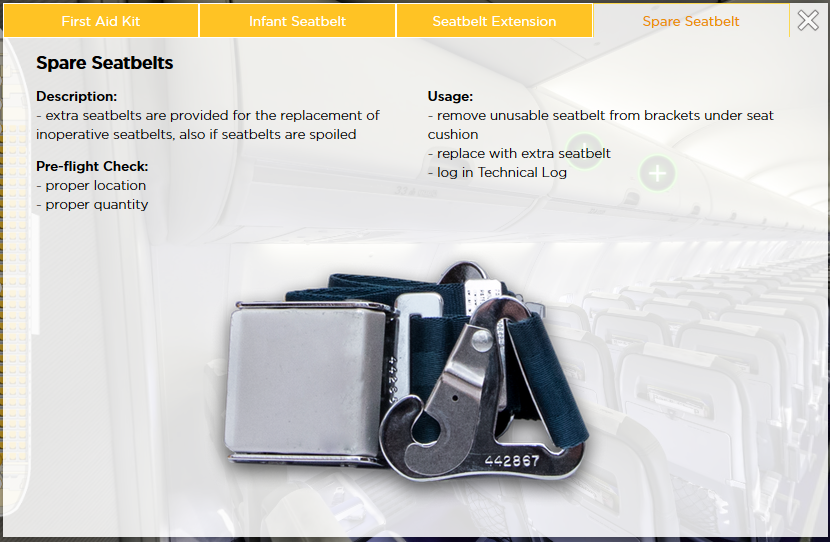 First Aid Kit
Infant Seatbelt
Seatbelt Extension
Spare Seatbelt
Spare Seatbelts
Description:
- extra seatbelts are provided for the replacement of
inoperative seatbelts, also if seatbelts are spoiled
Pre-flight Check:
- proper location
- proper quantity
Usage:
- remove unusable seatbelt from brackets under seat
cushion
- replace with extra seatbelt
- log in Technical Log
442867